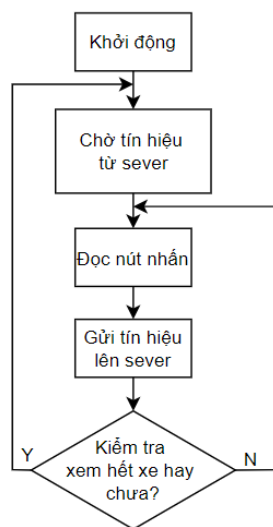 Khởi động
Chờ tín hiệu
từ sever
Đọc nút nhấn
Gửi tín hiệu
lên sever
Y
N
Kiểm tra
xem hết xe hay
chưa?